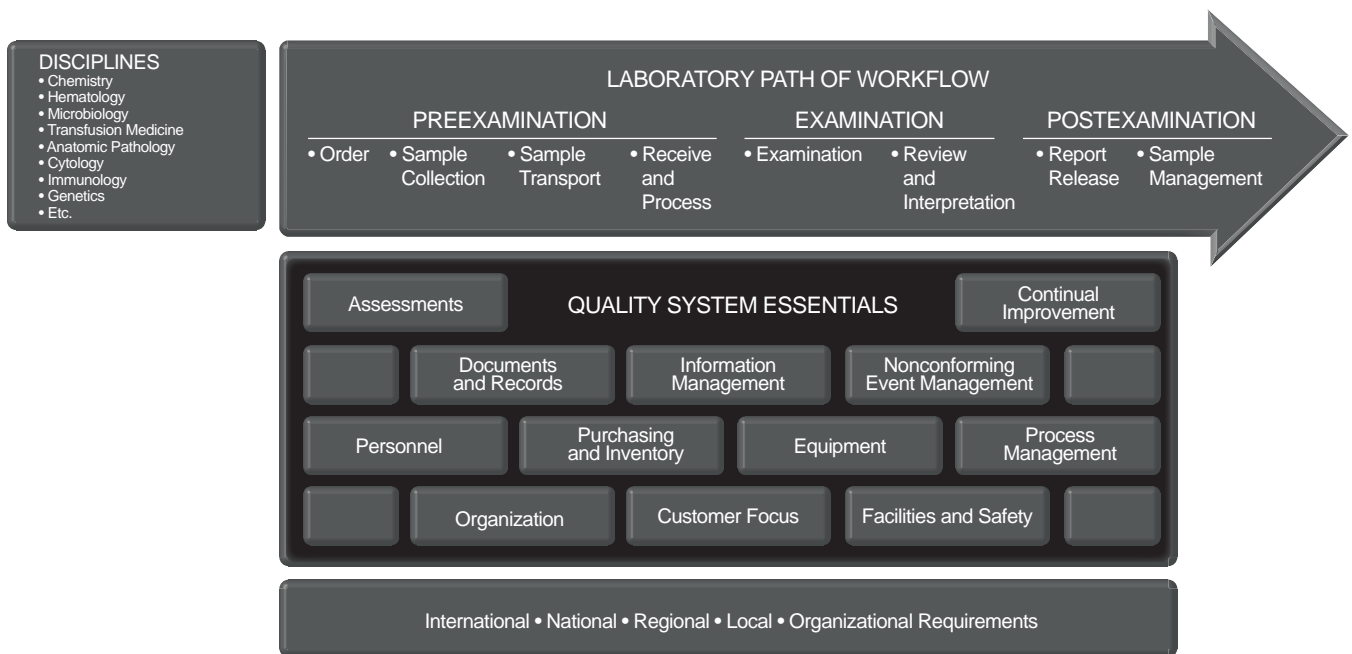 DISCIPLINES
• Chemistry
• Hematology
• Microbiology
• Transfusion Medicine
• Anatomic Pathology
• Cytology
• Immunology
• Genetics
• Etc.
LABORATORY PATH OF WORKFLOW
PREEXAMINATION
• Order
• Sample
Collection
• Sample
Transport
• Receive
and
Process
EXAMINATION
• Examination
• Review
and
Interpretation
POSTEXAMINATION
• Report
Release
• Sample
Management
QUALITY SYSTEM ESSENTIALS
Assessments
Continual
Improvement
Documents
and Records
Information
Management
Nonconforming
Event Management
Personnel
Purchasing
and Inventory
Equipment
Process
Management
Organization
Customer Focus
Facilities and Safety
International • National • Regional • Local • Organizational Requirements